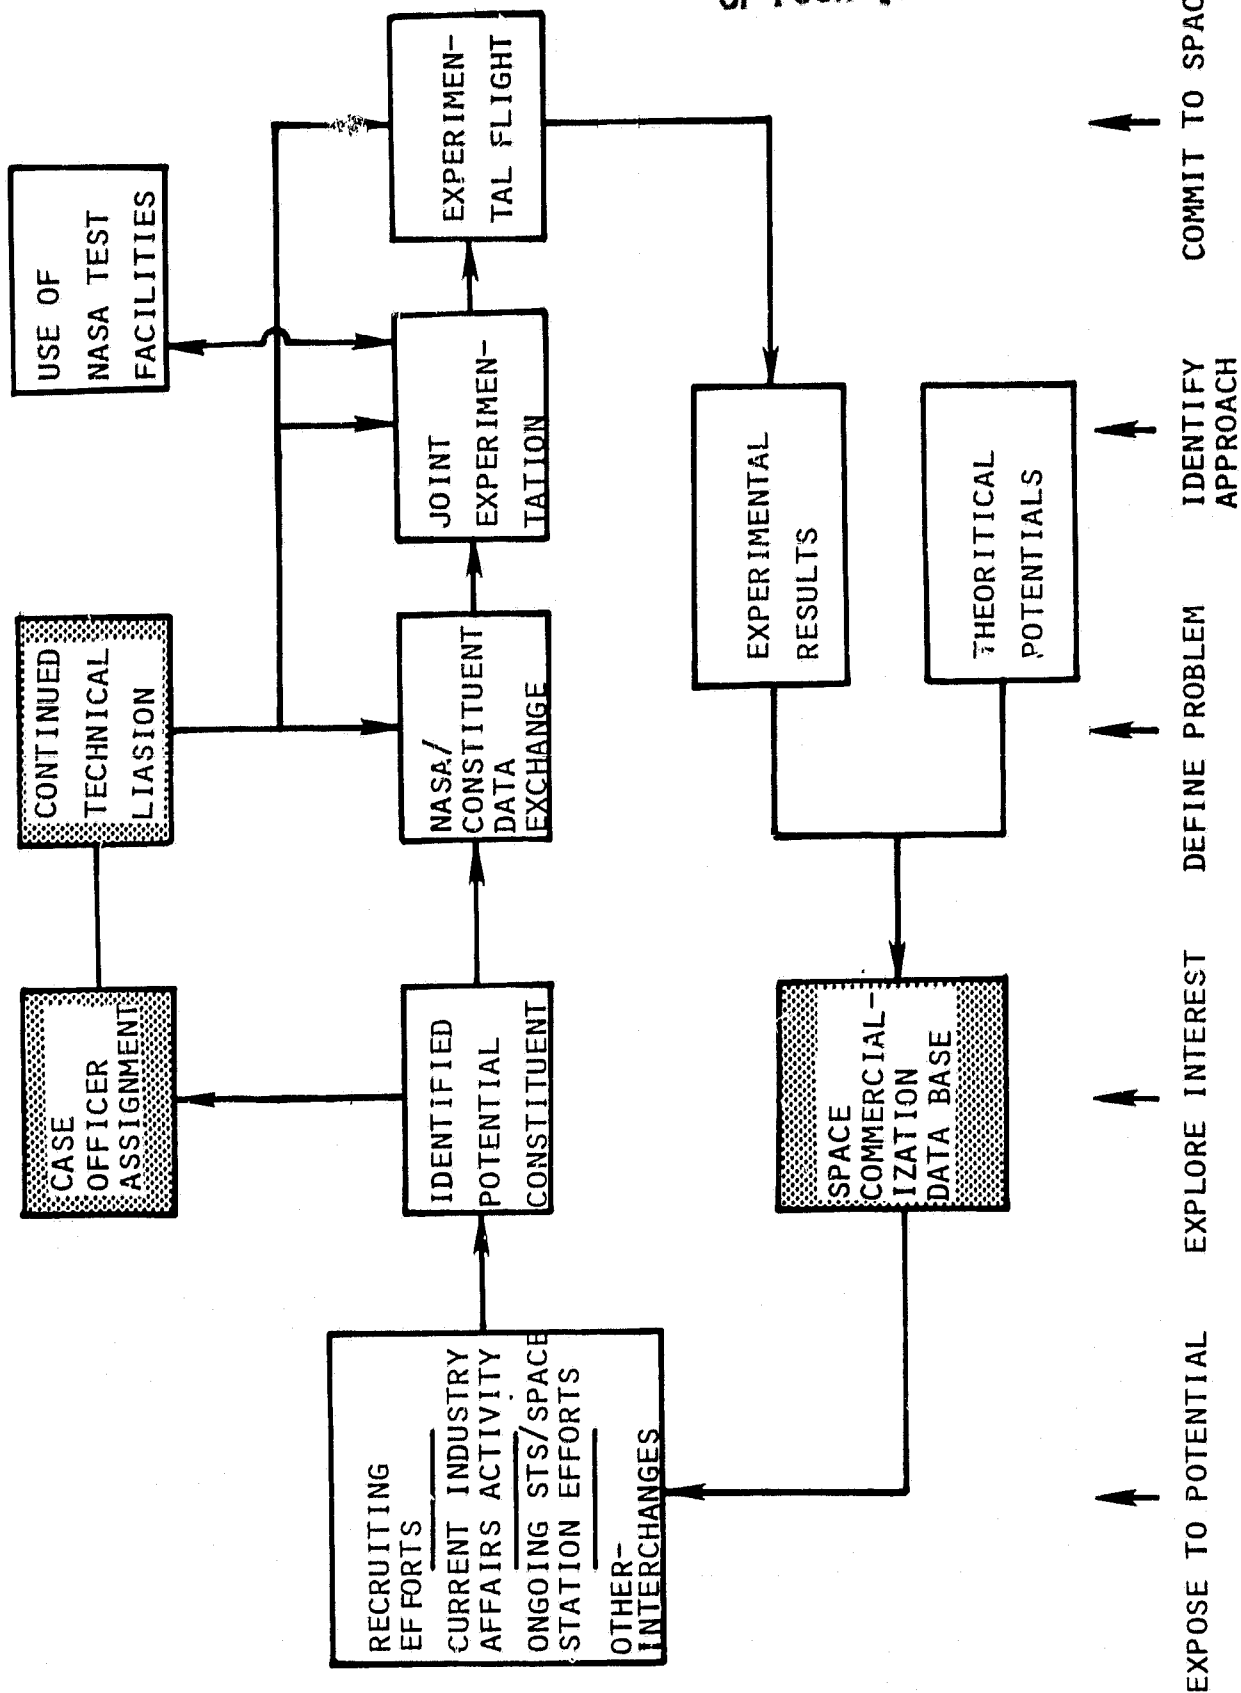 USE OF
NASA TEST
FACILITIES
CONTINUED
TECHNICAL
LIASION
CASE
OFFICER
ASSIGNMENT
RECRUITING
EFFORTS
CURRENT INDUSTRY
AFFAIRS ACTIVITY
ONGOING STS/SPACE
STATION EFFORTS
OTHER-
INTERCHANGES
IDENTIFIED
POTENTIAL
CONSTITUENT
NASA/
CONSTITUENT
DATA
EXCHANGE
JOINT
EXPERIMEN-
TATION
EXPERIMEN-
TAL FLIGHT
SPACE
COMMERCIAL-
IZATION
DATA BASE
EXPERIMENTAL
RESULTS
THEORITICAL
POTENTIALS
EXPOSE TO POTENTIAL
EXPLORE INTEREST
DEFINE PROBLEM
IDENTIFY
APPROACH
COMMIT TO